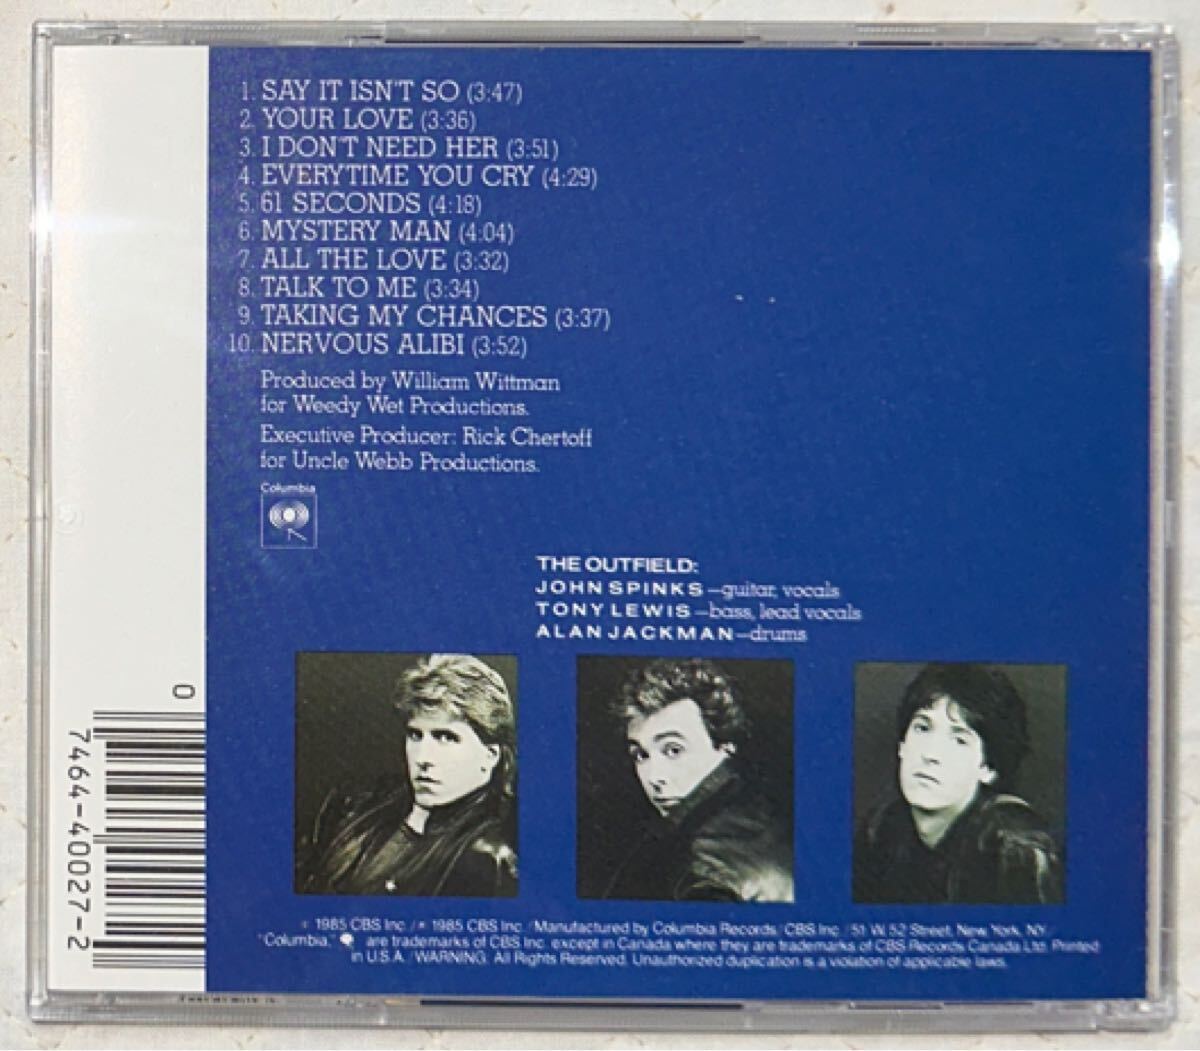 1. SAY IT ISN'T SO (3:47)
2. YOUR LOVE (3:36)
3. I DON'T NEED HER (3:51)
4. EVERYTIME YOU CRY (4:29)
5. 61 SECONDS (4:18)
6. MYSTERY MAN (4:04)
7. ALL THE LOVE (3:32)
8. TALK TO ME (3:34)
9. TAKING MY CHANCES (3:37)
10. NERVOUS ALIBI (3:52)
Produced by William Wittman
for Weedy Wet Productions.
Executive Producer: Rick Chertoff
for Uncle Webb Productions.
Columbia
THE OUTFIELD:
JOHN SPINKS—guitar, vocals
TONY LEWIS—bass, lead vocals
ALAN JACKMAN—drums
0
7464-40027-2
© 1985 CBS Inc./℗ 1985 CBS Inc./Manufactured by Columbia Records/CBS Inc./51 W. 52 Street, New York, NY/
"Columbia," are trademarks of CBS Inc. except in Canada where they are trademarks of CBS Records Canada Ltd. Printed
in U.S.A./WARNING: All Rights Reserved. Unauthorized duplication is a violation of applicable laws.